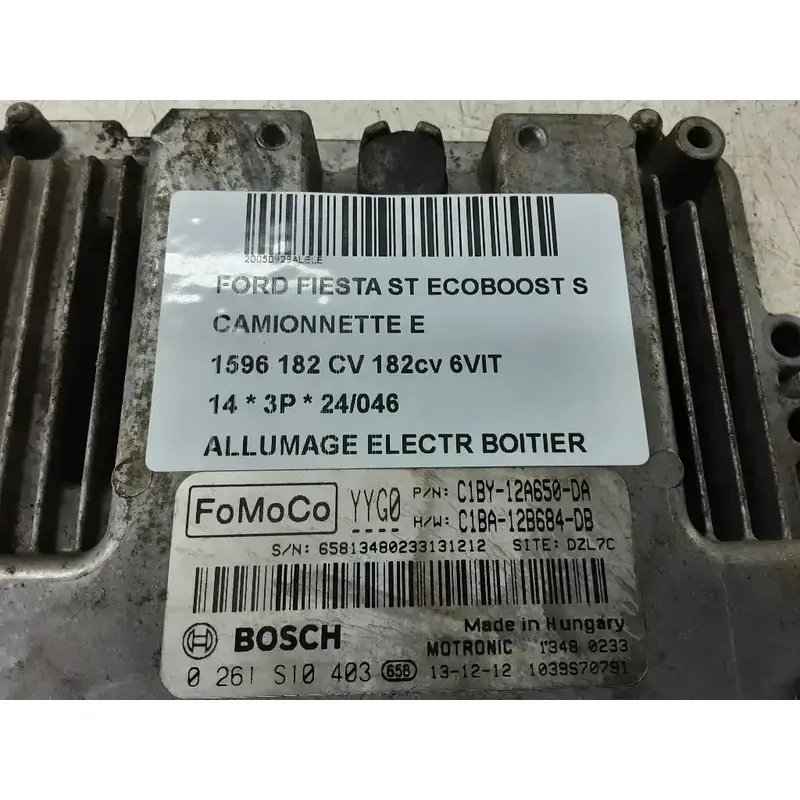 20050929ALELE
FORD FIESTA ST ECOBOOST S
CAMIONNETTE E
1596 182 CV 182cv 6VIT
14 * 3P * 24/046
ALLUMAGE ELECTR BOITIER
FoMoCo YYG0 P/N: C1BY-12A650-DA
H/W: C1BA-12B684-DB
S/N: 65813480233131212 SITE: DZL7C
Made in Hungary
BOSCH MOTRONIC 1348 0233
0 261 S10 403 658 13-12-12 1039S70791